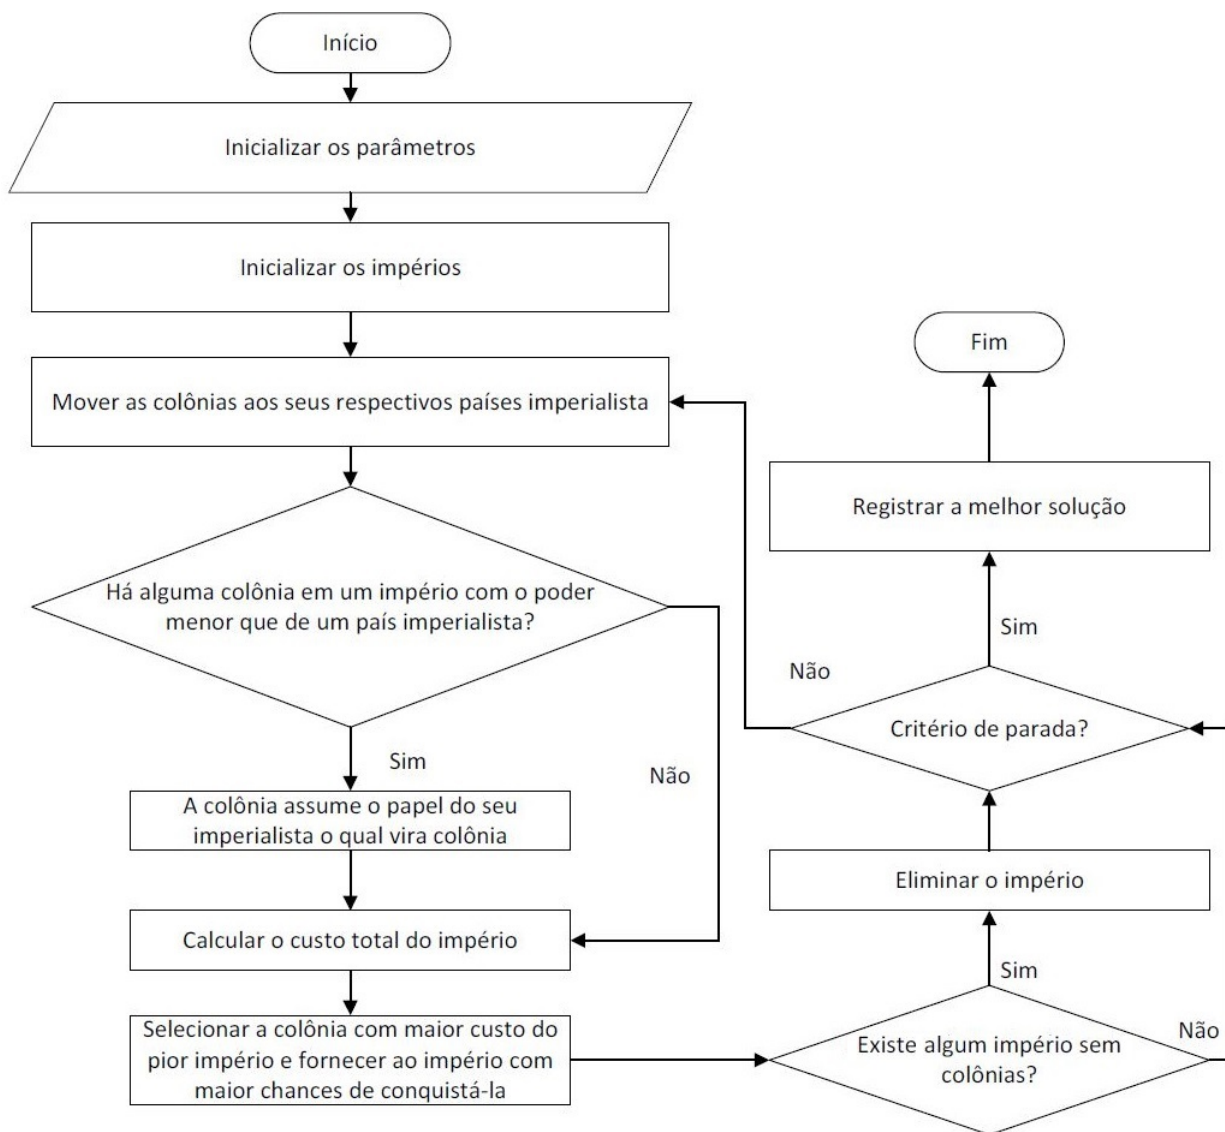 Início
Inicializar os parâmetros
Inicializar os impérios
Mover as colônias aos seus respectivos países imperialista
Há alguma colônia em um império com o poder
menor que de um país imperialista?
Sim
Não
A colônia assume o papel do seu
imperialista o qual vira colônia
Calcular o custo total do império
Selecionar a colônia com maior custo do
pior império e fornecer ao império com
maior chances de conquistá-la
Existe algum império sem
colônias?
Sim
Não
Eliminar o império
Critério de parada?
Não
Sim
Registrar a melhor solução
Fim